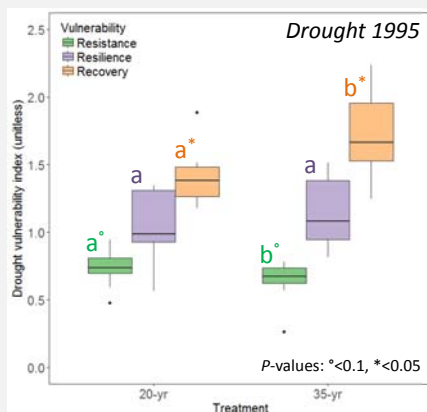 Drought 1995
Vulnerability
Resistance
Resilience
Recovery
Drought vulnerability index (unitless)
2.5
2.0
1.5
1.0
0.5
0.0
a°
a
a*
b°
a
b*
P-values: °<0.1, *<0.05
20-yr
35-yr
Treatment